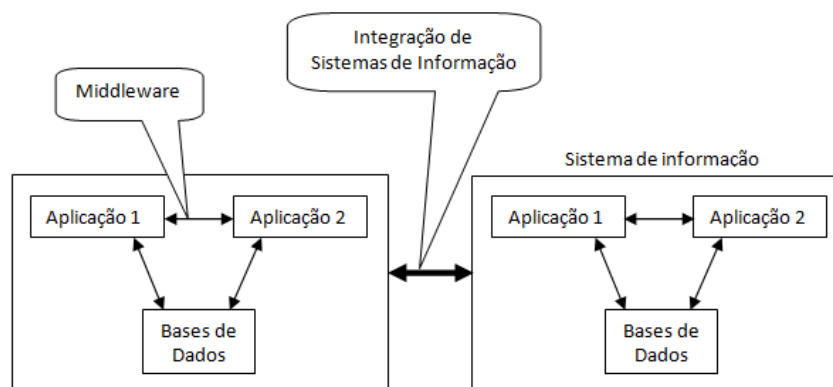 Integração de
Sistemas de Informação
Middleware
Sistema de informação
Aplicação 1
Aplicação 2
Aplicação 1
Aplicação 2
Bases de
Dados
Bases de
Dados